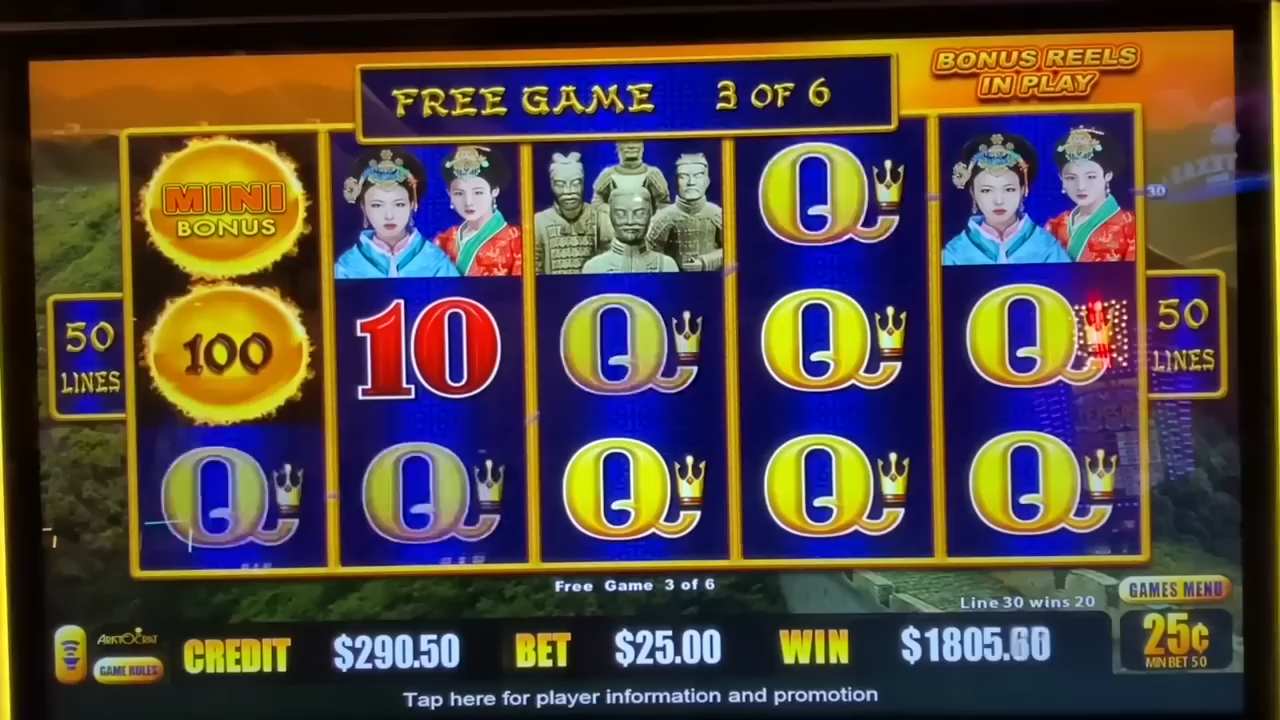 BONUS REELS
IN PLAY
FREE GAME 3 OF 6
MINI
BONUS
Q
30
100
10
Q
Q
Q
50
LINES
50
LINES
Q
Q
Q
Q
Q
Free Game 3 of 6
Line 30 wins 20
GAMES MENU
ARISTOCRAT
GAME RULES
CREDIT $290.50 BET $25.00 WIN $1805.60
25¢
MIN BET 50
Tap here for player information and promotion